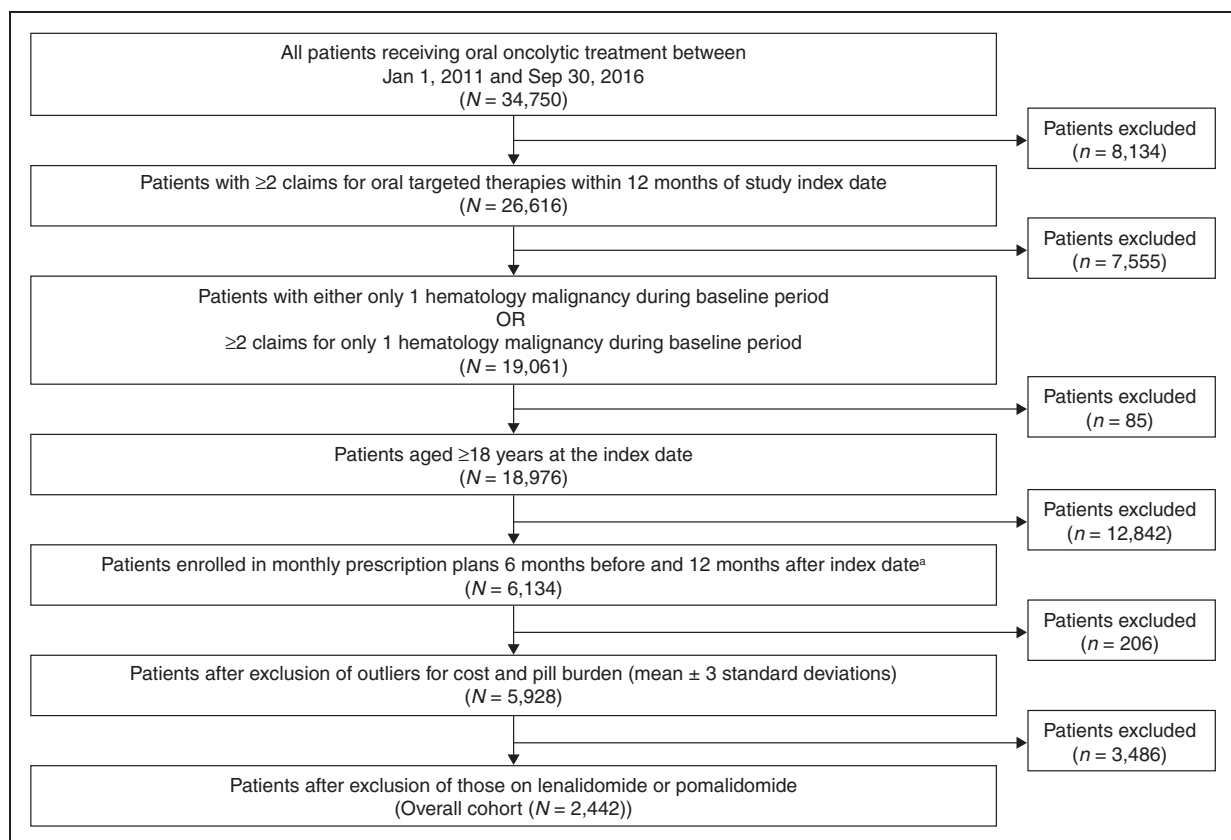 All patients receiving oral oncolytic treatment between
Jan 1, 2011 and Sep 30, 2016
(N = 34,750)
Patients excluded
(n = 8,134)
Patients with ≥2 claims for oral targeted therapies within 12 months of study index date
(N = 26,616)
Patients excluded
(n = 7,555)
Patients with either only 1 hematology malignancy during baseline period
OR
≥2 claims for only 1 hematology malignancy during baseline period
(N = 19,061)
Patients excluded
(n = 85)
Patients aged ≥18 years at the index date
(N = 18,976)
Patients excluded
(n = 12,842)
Patients enrolled in monthly prescription plans 6 months before and 12 months after index dateᵃ
(N = 6,134)
Patients excluded
(n = 206)
Patients after exclusion of outliers for cost and pill burden (mean ± 3 standard deviations)
(N = 5,928)
Patients excluded
(n = 3,486)
Patients after exclusion of those on lenalidomide or pomalidomide
(Overall cohort (N = 2,442))